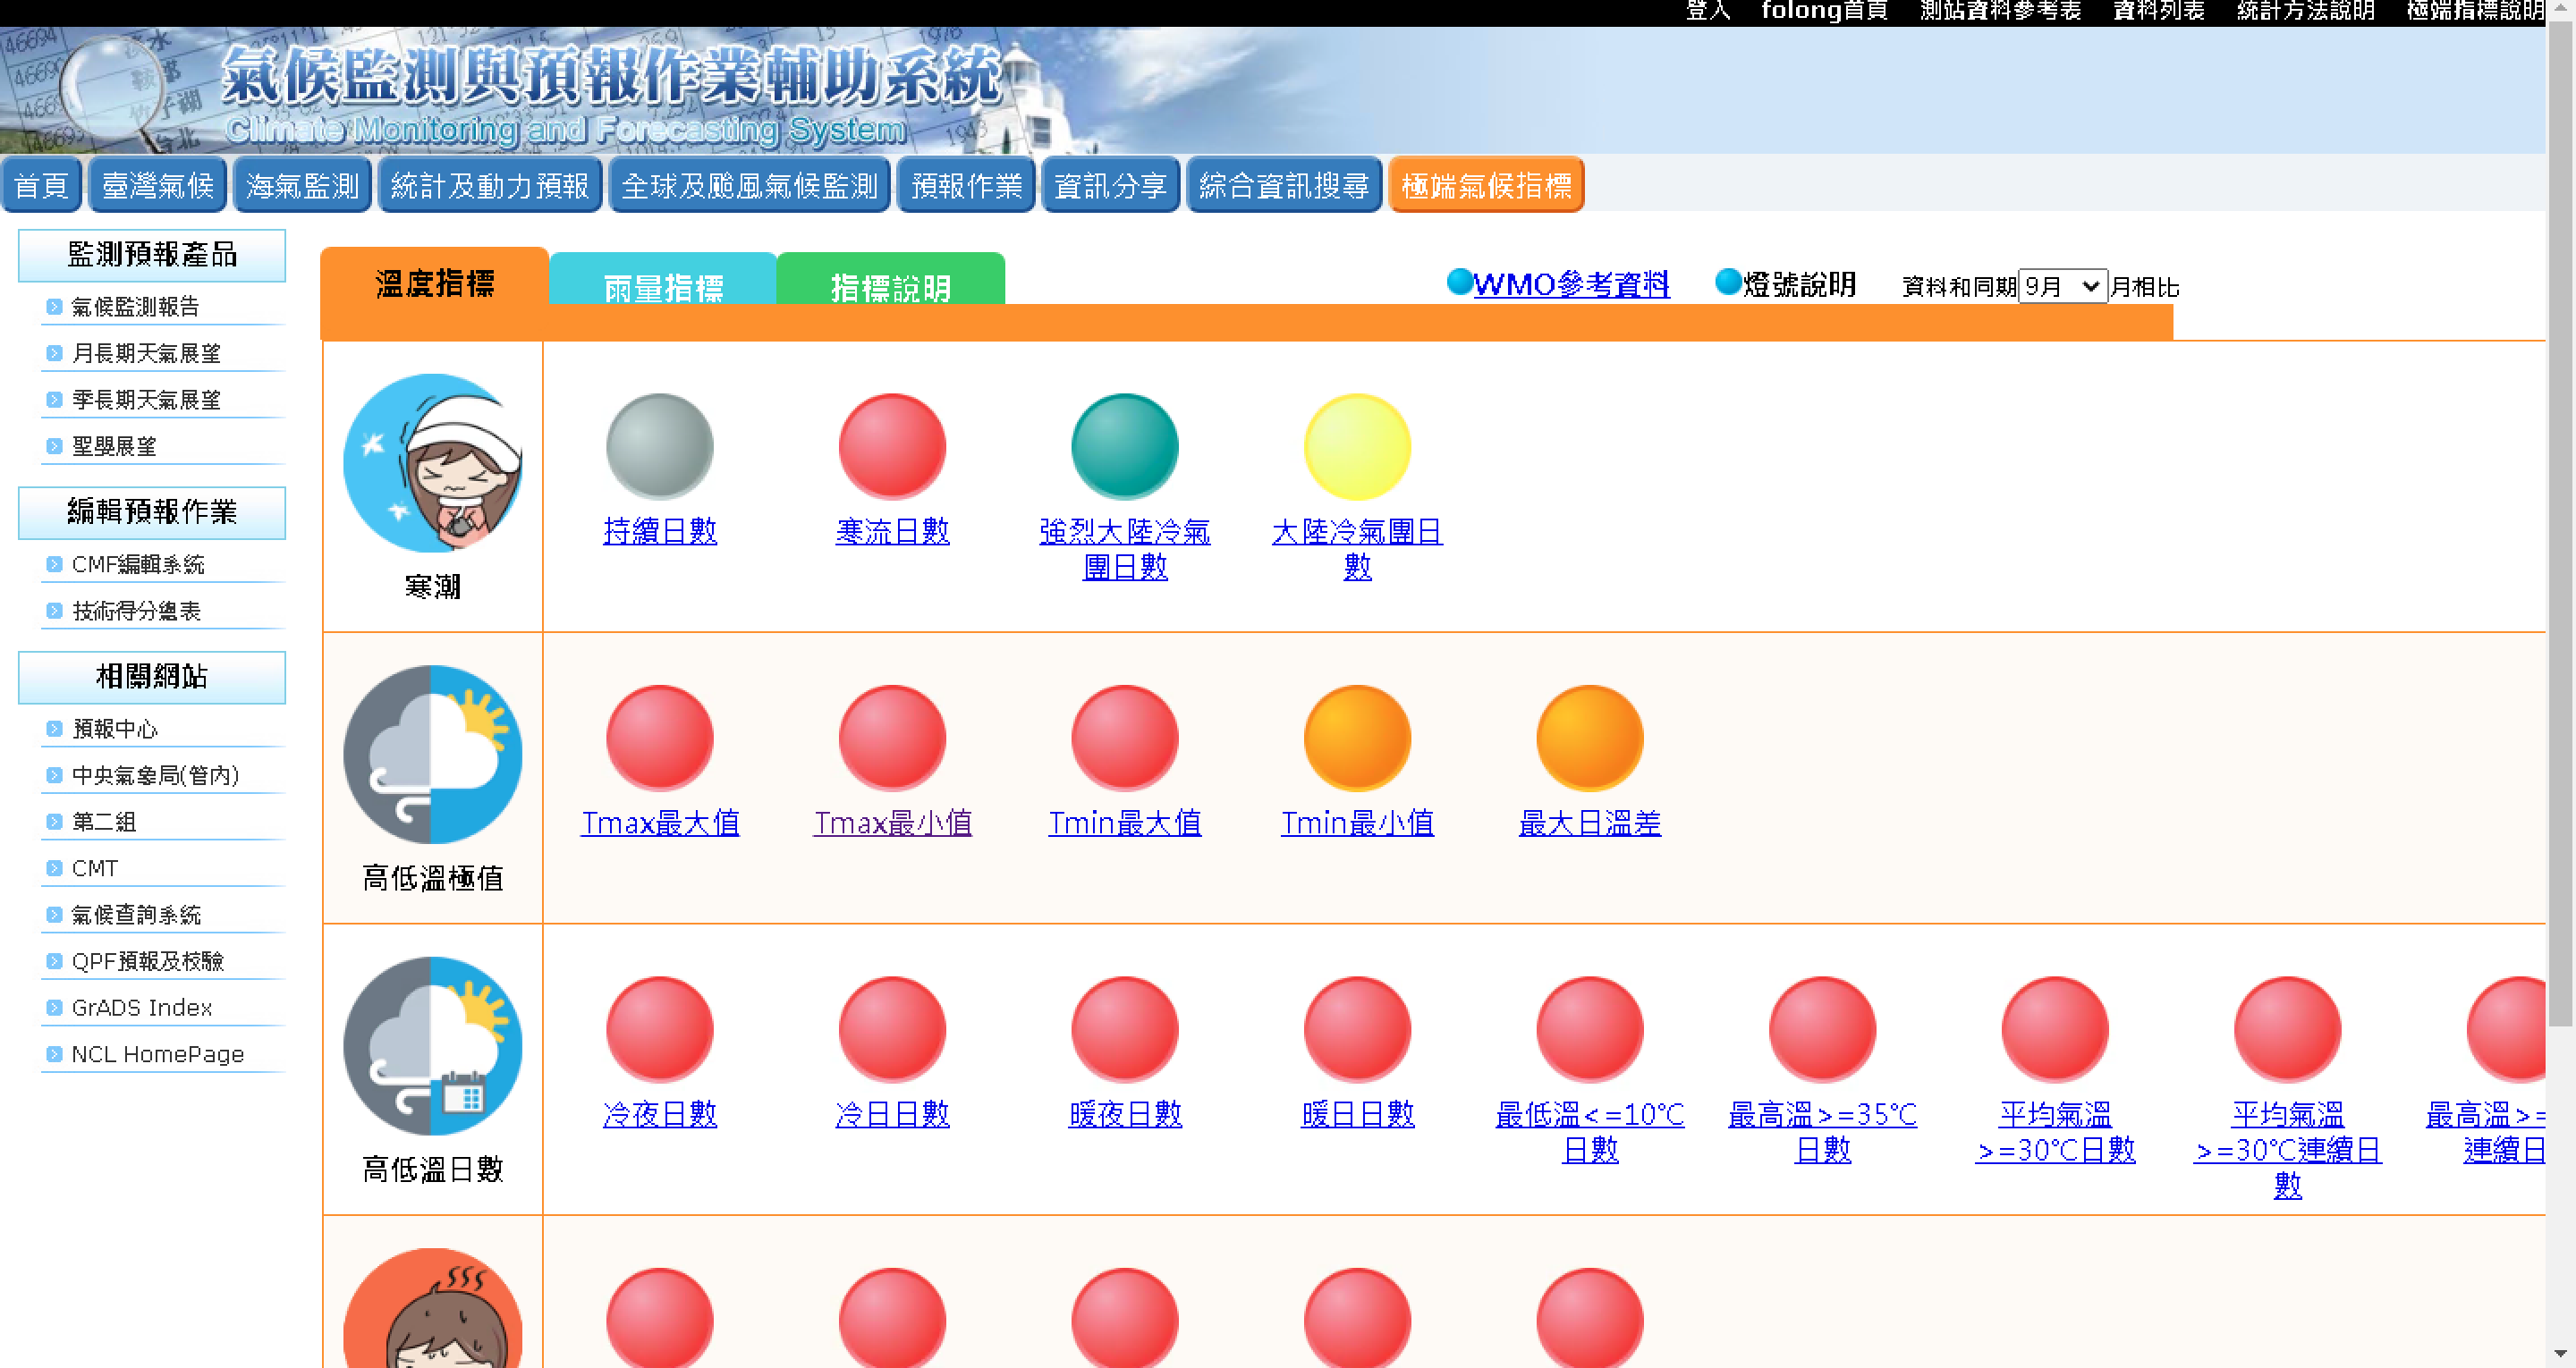 登入 folong首頁 測站資料參考表 資料列表 統計方法說明 極端指標說明
氣候監測與預報作業輔助系統
Climate Monitoring and Forecasting System
首頁 臺灣氣候 海氣監測 統計及動力預報 全球及颱風氣候監測 預報作業 資訊分享 綜合資訊搜尋 極端氣候指標
監測預報產品
氣候監測報告
月長期天氣展望
季長期天氣展望
聖嬰展望
編輯預報作業
CMF編輯系統
技術得分總表
相關網站
預報中心
中央氣象局(管內)
第二組
CMT
氣候查詢系統
QPF預報及校驗
GrADS Index
NCL HomePage
溫度指標 雨量指標 指標說明 WMO參考資料 燈號說明 資料和同期 9月 月相比
寒潮
持續日數 寒流日數 強烈大陸冷氣 大陸冷氣團日
團日數 數
高低溫極值
Tmax最大值 Tmax最小值 Tmin最大值 Tmin最小值 最大日溫差
高低溫日數
冷夜日數 冷日日數 暖夜日數 暖日日數 最低溫<=10℃ 最高溫>=35℃ 平均氣溫 平均氣溫 最高溫>=
日數 日數 >=30℃日數 >=30℃連續日 連續日
數